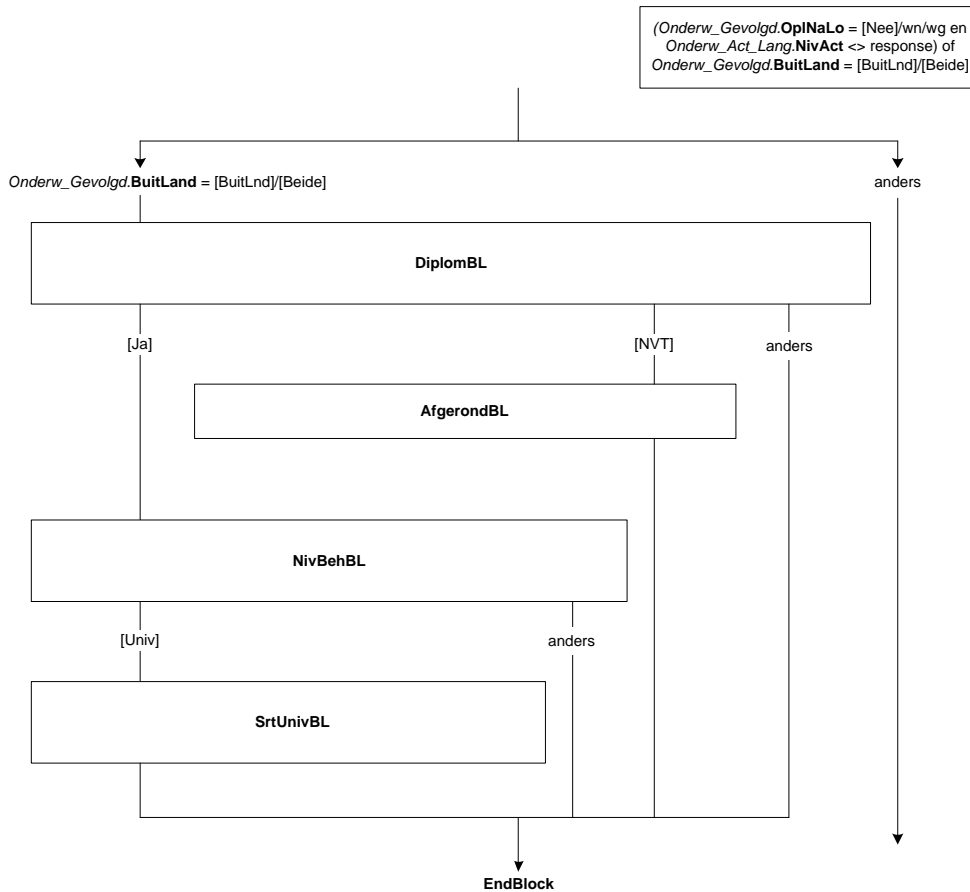 (Onderw_Gevolgd.OplNaLo = [Nee]/wn/wg en
Onderw_Act_Lang.NivAct <> response) of
Onderw_Gevolgd.BuitLand = [BuitLnd]/[Beide]
Onderw_Gevolgd.BuitLand = [BuitLnd]/[Beide]
anders
DiplomBL
[Ja]
[NVT]
anders
AfgerondBL
NivBehBL
[Univ]
anders
SrtUnivBL
EndBlock